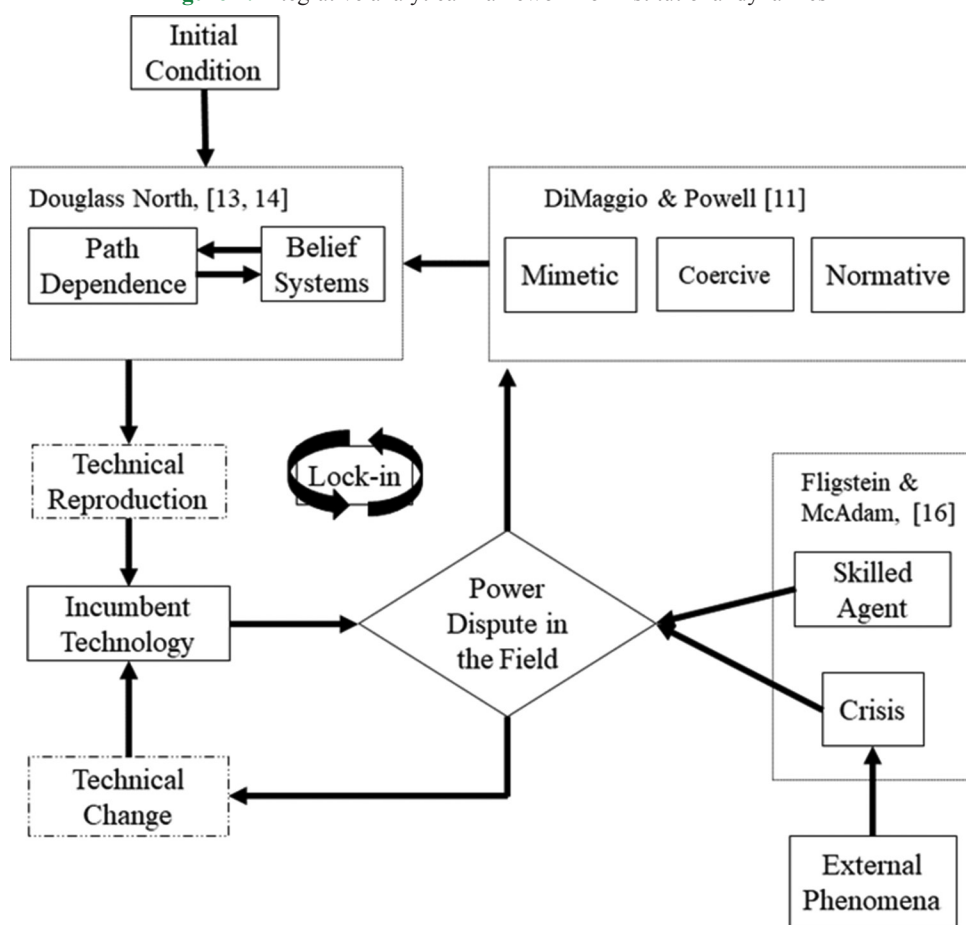 Initial
Condition
Douglass North, [13, 14]
Path
Dependence
Belief
Systems
DiMaggio & Powell [11]
Mimetic
Coercive
Normative
Technical
Reproduction
Lock-in
Fligstein &
McAdam, [16]
Skilled
Agent
Incumbent
Technology
Power
Dispute in
the Field
Crisis
Technical
Change
External
Phenomena